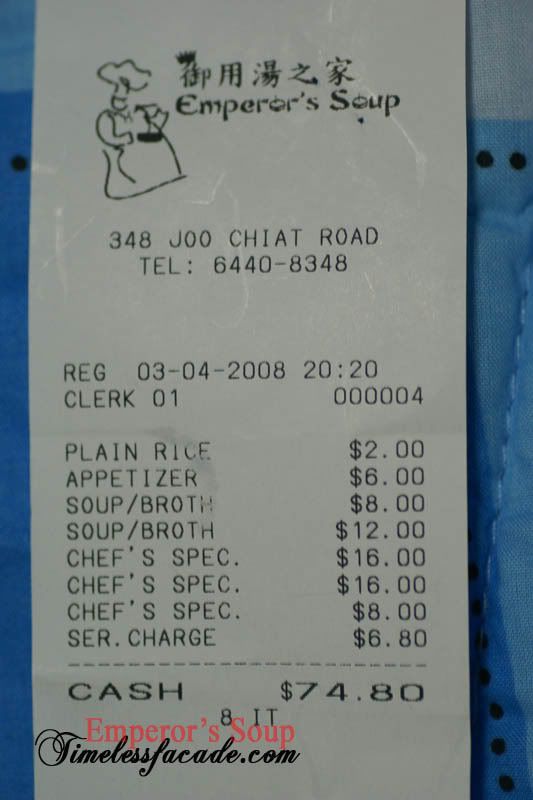 御用湯之家
Emperor's Soup
348 JOO CHIAT ROAD
TEL: 6440-8348
REG 03-04-2008 20:20
CLERK 01 000004
PLAIN RICE $2.00
APPETIZER $6.00
SOUP/BROTH $8.00
SOUP/BROTH $12.00
CHEF'S SPEC. $16.00
CHEF'S SPEC. $16.00
CHEF'S SPEC. $8.00
SER.CHARGE $6.80
CASH $74.80
8 IT
Emperor's Soup
Timelessfacade.com